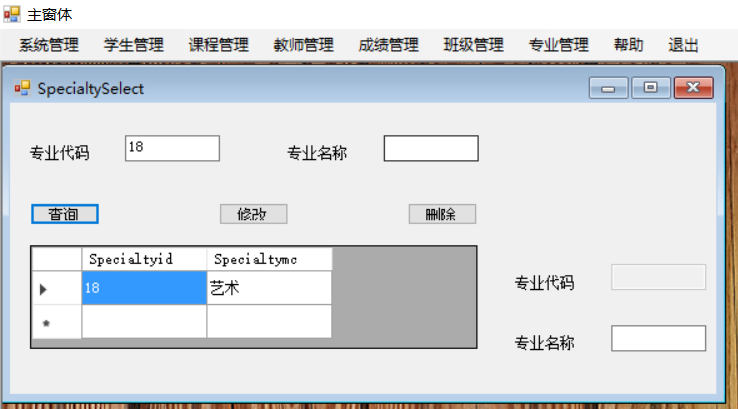 主窗体
系统管理 学生管理 课程管理 教师管理 成绩管理 班级管理 专业管理 帮助 退出
SpecialtySelect
专业代码 18 专业名称
查询 修改 删除
Specialtyid Specialtymc
18 艺术
专业代码
专业名称